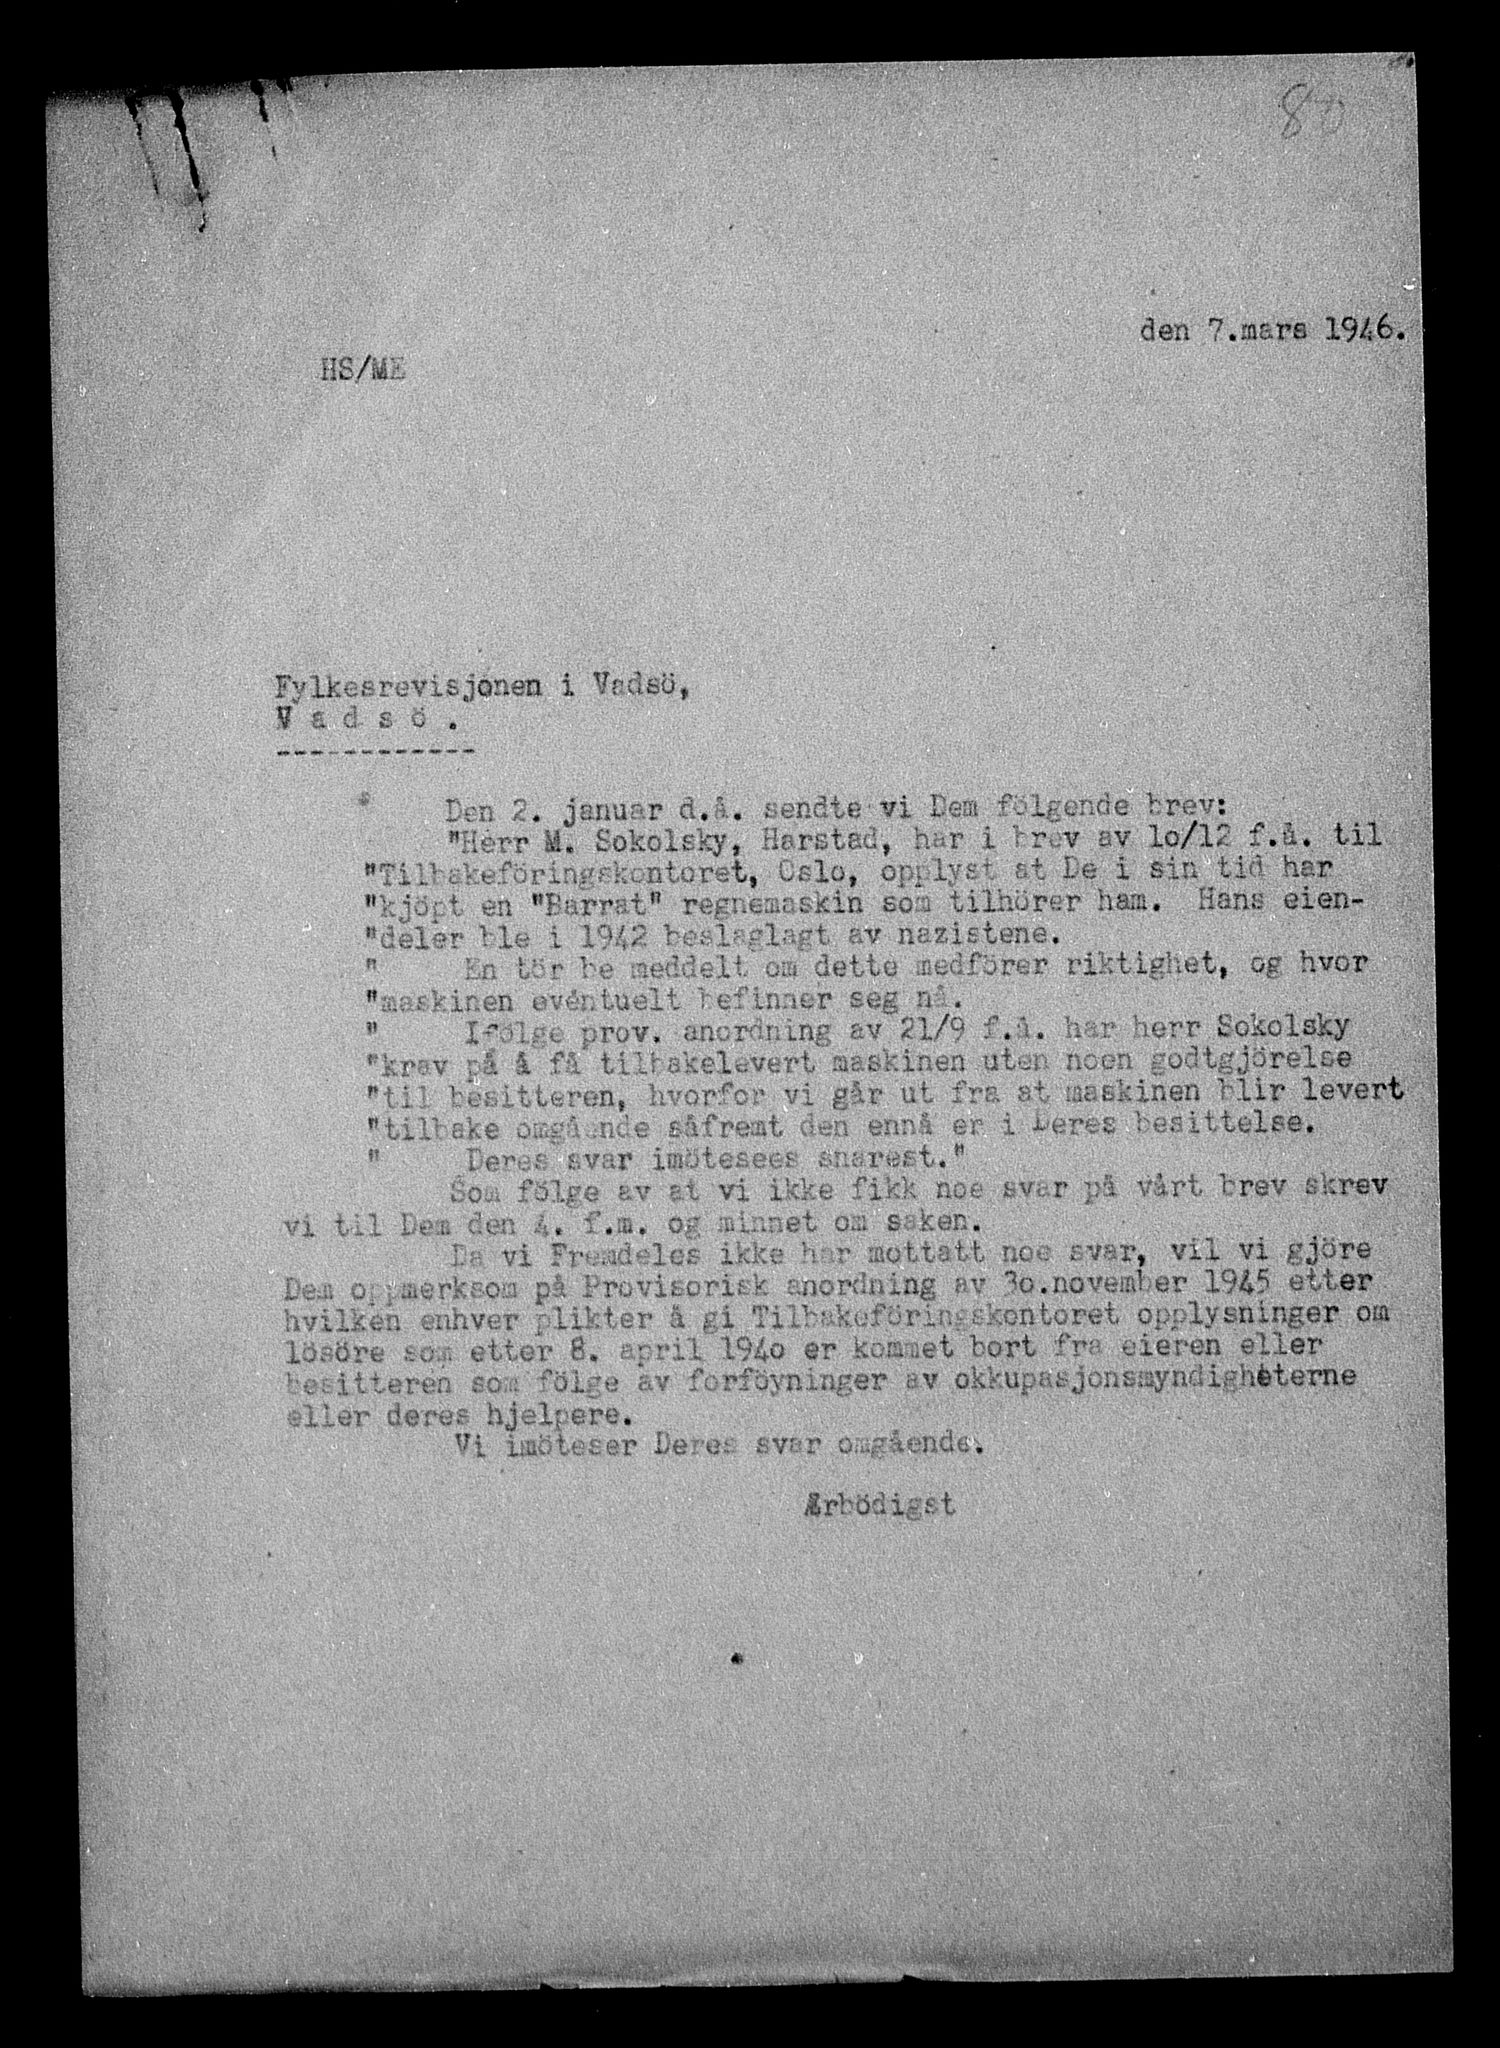 80
den 7.mars 1946.
HS/ME
Fylkesrevisjonen i Vadsö,
V a d s ö .
------------
Den 2. januar d.å. sendte vi Dem fölgende brev:
"Herr M. Sokolsky, Harstad, har i brev av 1o/12 f.å. til
"Tilbakeföringskontoret, Oslo, opplyst at De i sin tid har
"kjöpt en "Barrat" regnemaskin som tilhörer ham. Hans eien-
"deler ble i 1942 beslaglagt av nazistene.
" En tör be meddelt om dette medförer riktighet, og hvor
"maskinen eventuelt befinner seg nå.
" Ifölge prov. anordning av 21/9 f.å. har herr Sokolsky
"krav på å få tilbakelevert maskinen uten noen godtgjörelse
"til besitteren, hvorfor vi går ut fra at maskinen blir levert
"tilbake omgående såfremt den ennå er i Deres besittelse.
" Deres svar imötesees snarest."
Som fölge av at vi ikke fikk noe svar på vårt brev skrev
vi til Dem den 4. f.m. og minnet om saken.
Da vi Fremdeles ikke har mottatt noe svar, vil vi gjöre
Dem oppmerksom på Provisorisk anordning av 3o.november 1945 etter
hvilken enhver plikter å gi Tilbakeföringskontoret opplysninger om
lösöre som etter 8. april 194o er kommet bort fra eieren eller
besitteren som fölge av forföyninger av okkupasjonsmyndigheterne
eller deres hjelpere.
Vi imöteser Deres svar omgående.
Ærbödigst